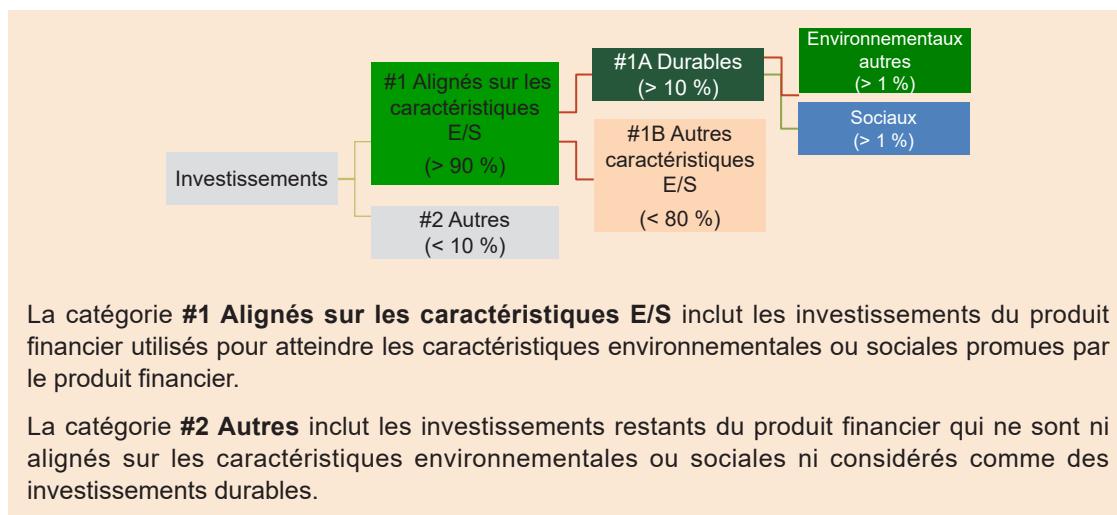 Investissements
#1 Alignés sur les
caractéristiques
E/S
(> 90 %)
#2 Autres
(< 10 %)
#1A Durables
(> 10 %)
#1B Autres
caractéristiques
E/S
(< 80 %)
Environnementaux
autres
(> 1 %)
Sociaux
(> 1 %)
La catégorie #1 Alignés sur les caractéristiques E/S inclut les investissements du produit
financier utilisés pour atteindre les caractéristiques environnementales ou sociales promues par
le produit financier.
La catégorie #2 Autres inclut les investissements restants du produit financier qui ne sont ni
alignés sur les caractéristiques environnementales ou sociales ni considérés comme des
investissements durables.